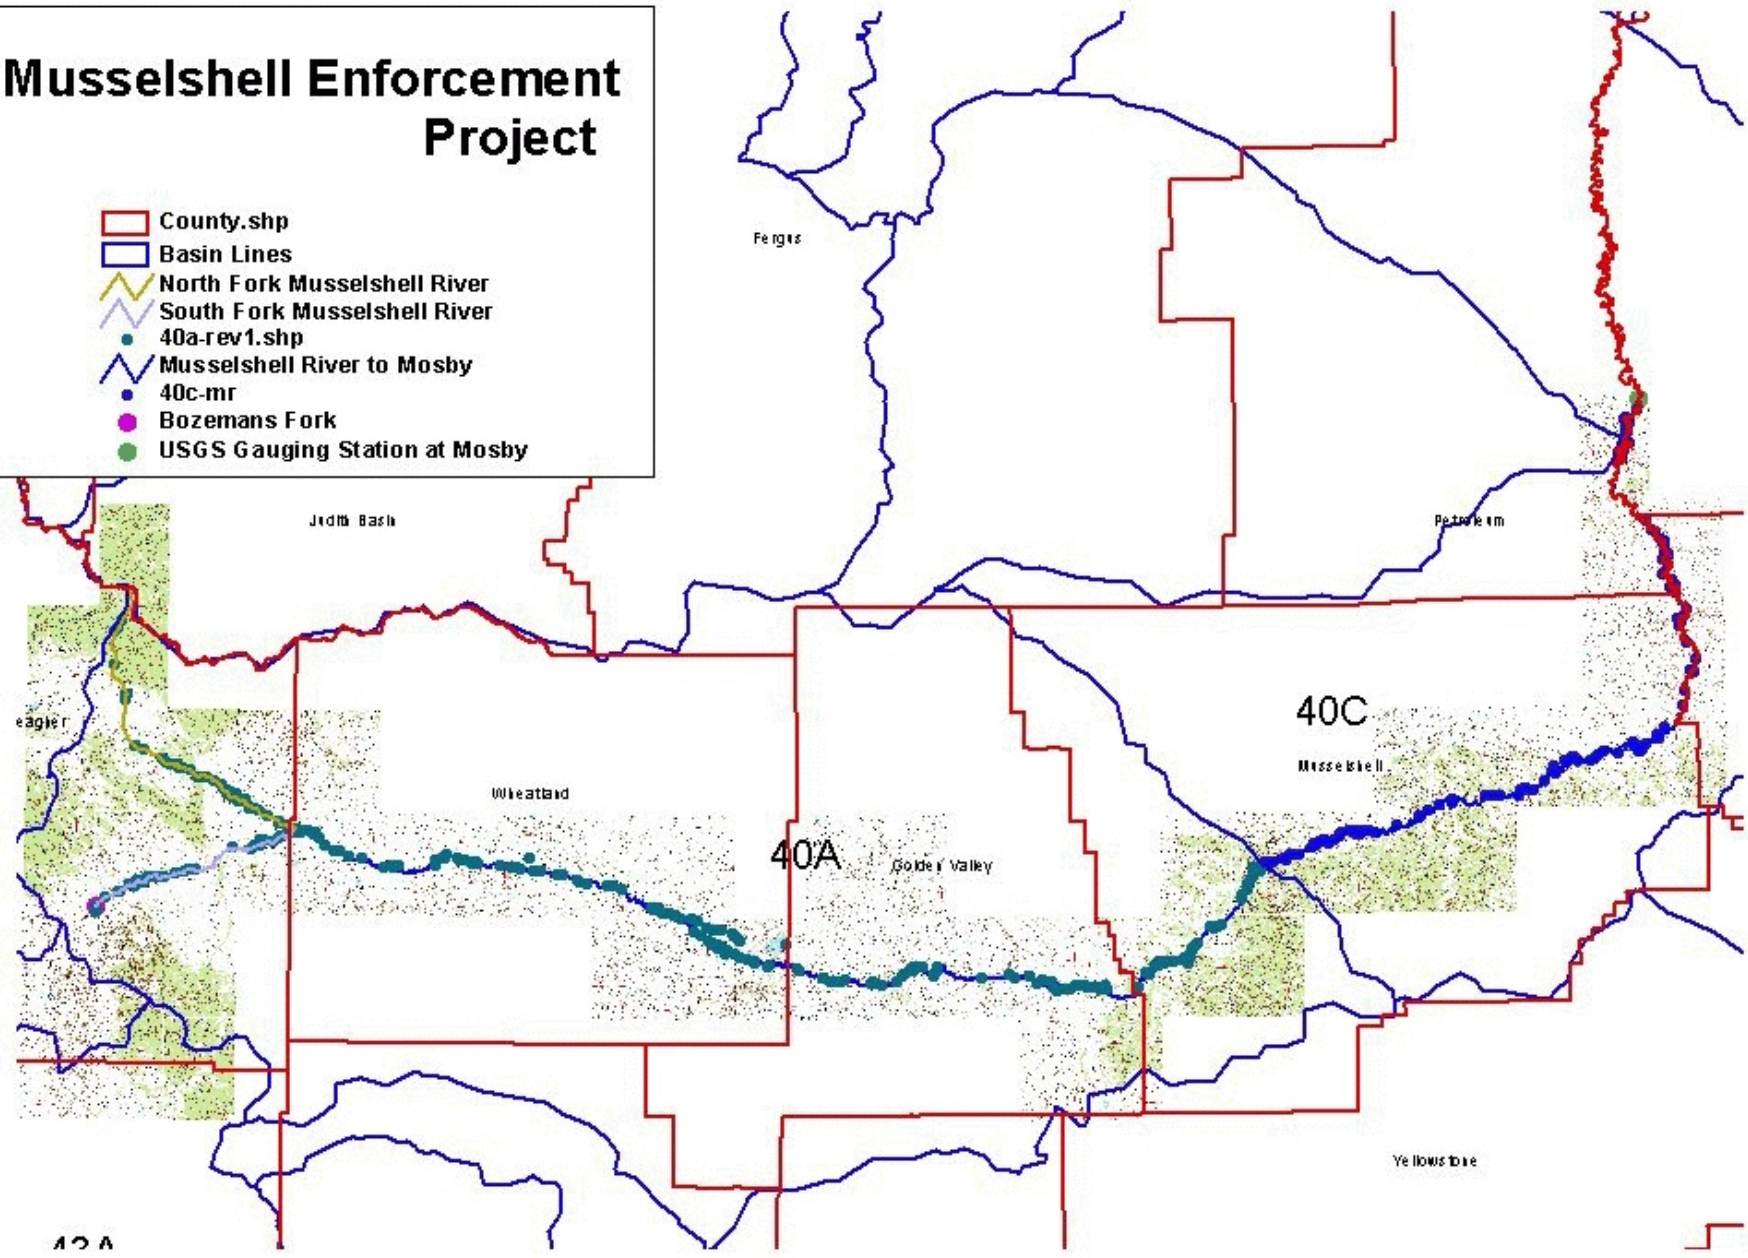 Musselshell Enforcement
Project
County.shp
Basin Lines
North Fork Musselshell River
South Fork Musselshell River
40a-rev1.shp
Musselshell River to Mosby
40c-mr
Bozemans Fork
USGS Gauging Station at Mosby
Fergus
Judith Basin
Petroleum
eagher
40C
Musselshell
Wheatland
40A
Golden Valley
Yellowstone